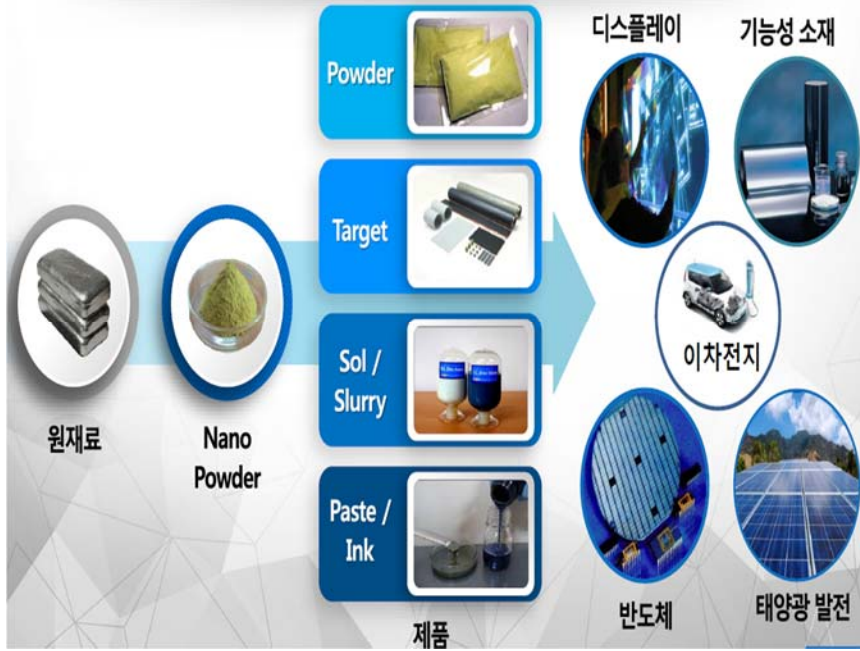 원재료
Nano
Powder
Powder
Target
Sol /
Slurry
Paste /
Ink
제품
디스플레이
기능성 소재
이차전지
반도체
태양광 발전